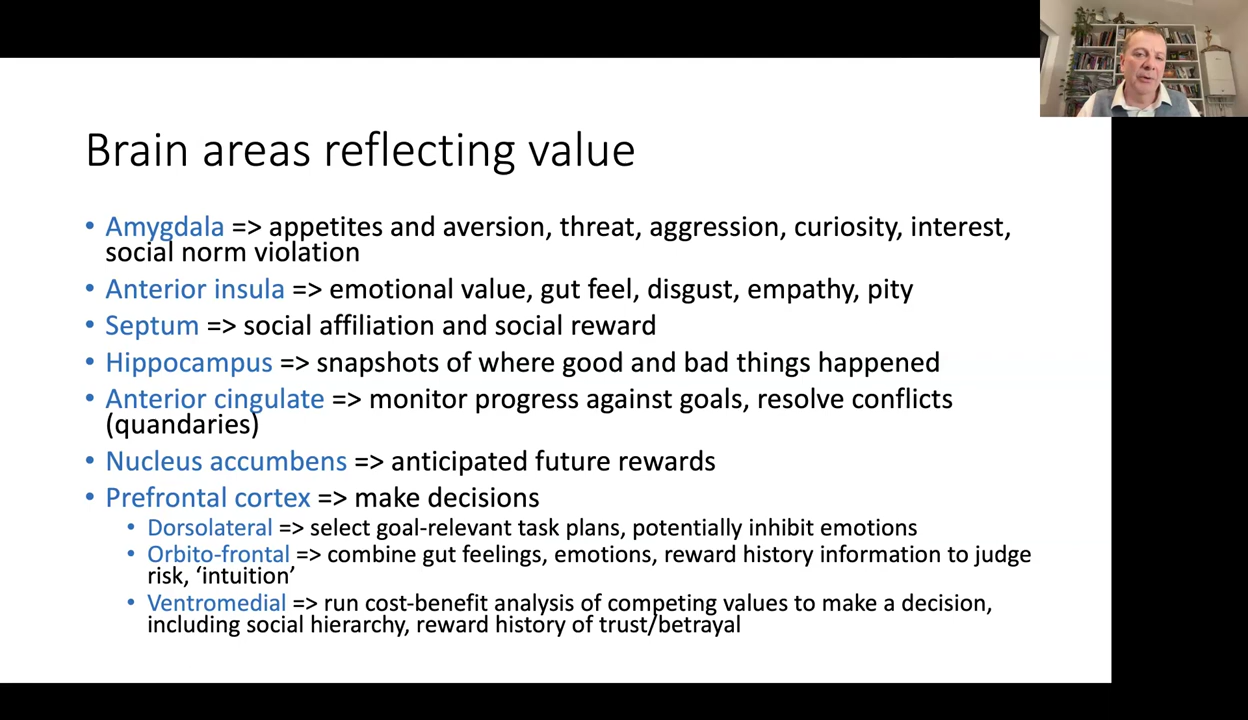 Brain areas reflecting value
• Amygdala => appetites and aversion, threat, aggression, curiosity, interest,
social norm violation
• Anterior insula => emotional value, gut feel, disgust, empathy, pity
• Septum => social affiliation and social reward
• Hippocampus => snapshots of where good and bad things happened
• Anterior cingulate => monitor progress against goals, resolve conflicts
(quandaries)
• Nucleus accumbens => anticipated future rewards
• Prefrontal cortex => make decisions
• Dorsolateral => select goal-relevant task plans, potentially inhibit emotions
• Orbito-frontal => combine gut feelings, emotions, reward history information to judge
risk, ‘intuition’
• Ventromedial => run cost-benefit analysis of competing values to make a decision,
including social hierarchy, reward history of trust/betrayal